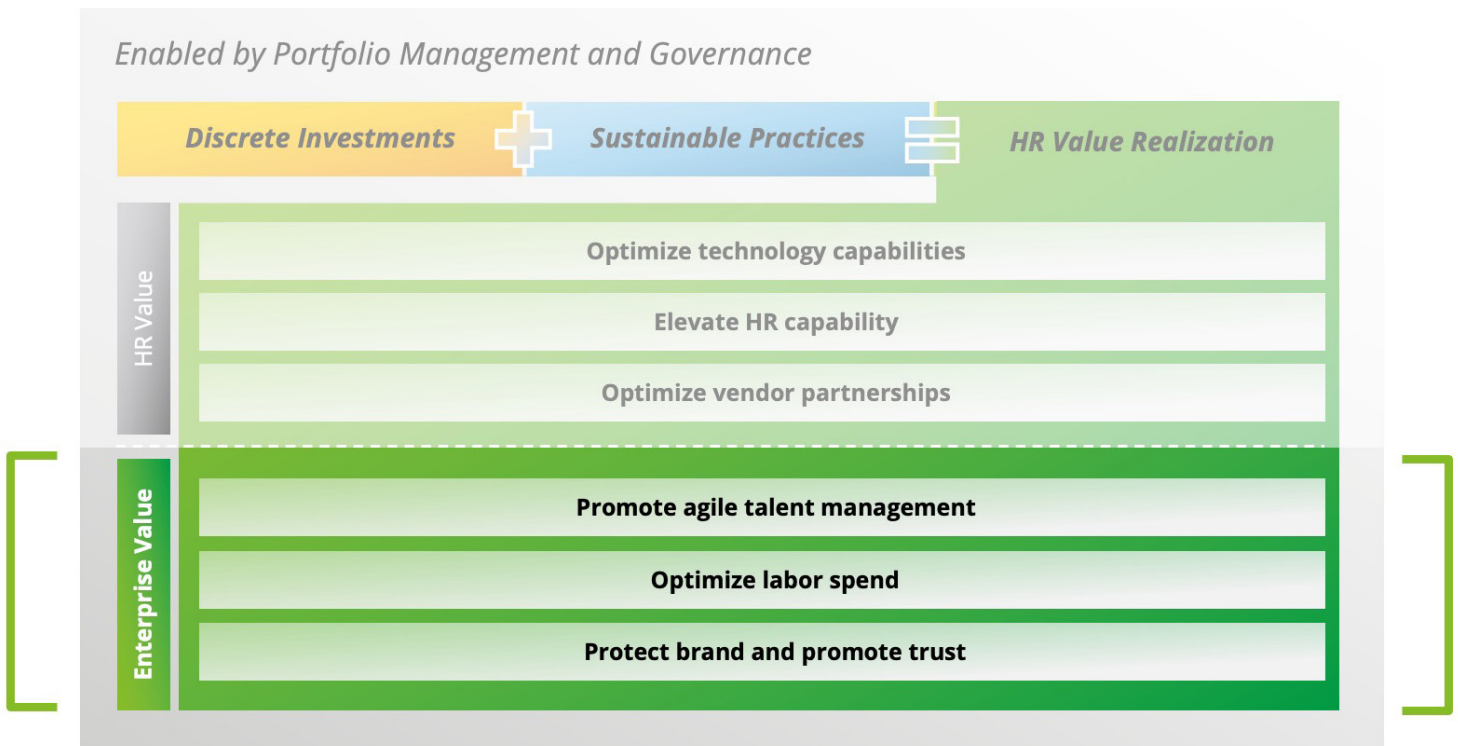 Enabled by Portfolio Management and Governance
Discrete Investments
Sustainable Practices
HR Value Realization
HR Value
Optimize technology capabilities
Elevate HR capability
Optimize vendor partnerships
Enterprise Value
Promote agile talent management
Optimize labor spend
Protect brand and promote trust